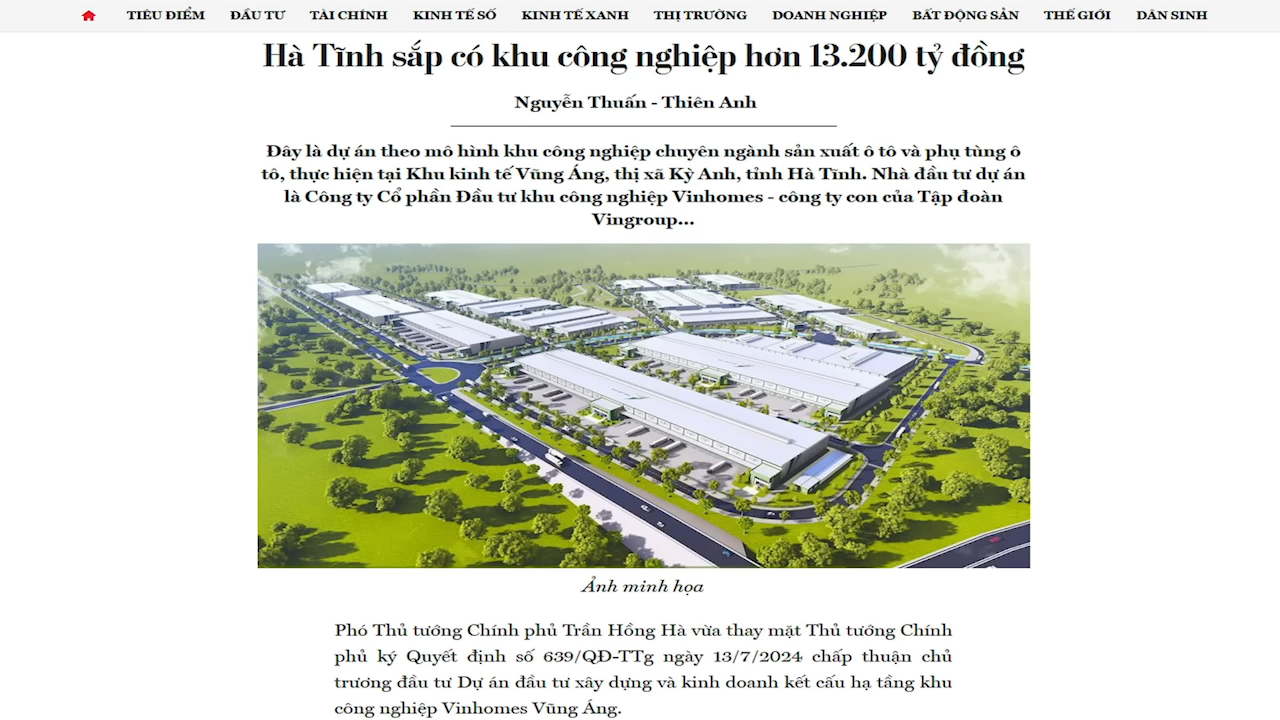 TIÊU ĐIỂM ĐẦU TƯ TÀI CHÍNH KINH TẾ SỐ KINH TẾ XANH THỊ TRƯỜNG DOANH NGHIỆP BẤT ĐỘNG SẢN THẾ GIỚI DÂN SINH
Hà Tĩnh sắp có khu công nghiệp hơn 13.200 tỷ đồng
Nguyễn Thuấn - Thiên Anh
Đây là dự án theo mô hình khu công nghiệp chuyên ngành sản xuất ô tô và phụ tùng ô
tô, thực hiện tại Khu kinh tế Vũng Áng, thị xã Kỳ Anh, tỉnh Hà Tĩnh. Nhà đầu tư dự án
là Công ty Cổ phần Đầu tư khu công nghiệp Vinhomes - công ty con của Tập đoàn
Vingroup...
Ảnh minh họa
Phó Thủ tướng Chính phủ Trần Hồng Hà vừa thay mặt Thủ tướng Chính
phủ ký Quyết định số 639/QĐ-TTg ngày 13/7/2024 chấp thuận chủ
trương đầu tư Dự án đầu tư xây dựng và kinh doanh kết cấu hạ tầng khu
công nghiệp Vinhomes Vũng Áng.